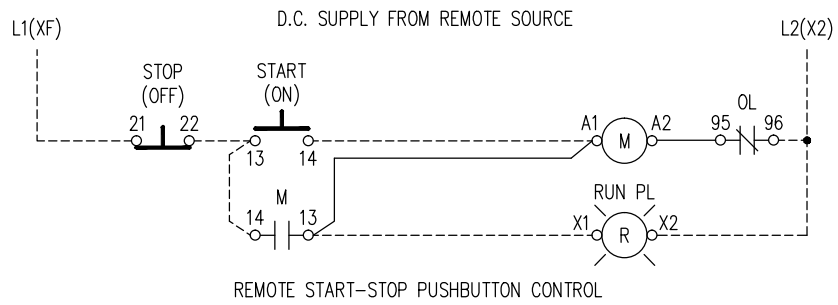 D.C. SUPPLY FROM REMOTE SOURCE
L1(XF)
L2(X2)
STOP
(OFF)
START
(ON)
21 22
13 14
A1 M A2
OL
95 96
M
14 13
RUN PL
X1 R X2
REMOTE START-STOP PUSHBUTTON CONTROL